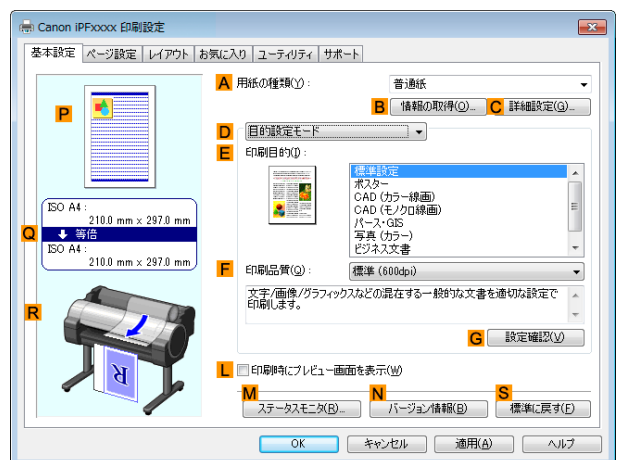 Canon iPFxxxx 印刷設定
基本設定 ページ設定 レイアウト お気に入り ユーティリティ サポート
A 用紙の種類(Y): 普通紙
B 情報の取得(O)... C 詳細設定(G)...
P
D 目的設定モード
E 印刷目的(I):
標準設定
ポスター
CAD (カラー線画)
CAD (モノクロ線画)
パース・GIS
写真 (カラー)
ビジネス文書
ISO A4 :
210.0 mm x 297.0 mm
Q 等倍
ISO A4 :
210.0 mm x 297.0 mm
F 印刷品質(Q): 標準 (600dpi)
文字/画像/グラフィックスなどの混在する一般的な文書を適切な設定で
印刷します。
R
R
G 設定確認(V)
L 印刷時にプレビュー画面を表示(W)
M N S
ステータスモニタ(R)... バージョン情報(B) 標準に戻す(F)
OK キャンセル 適用(A) ヘルプ